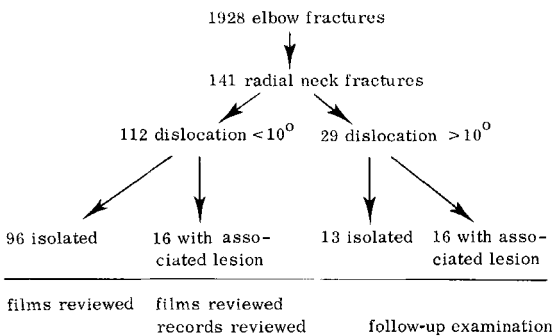 1928 elbow fractures
141 radial neck fractures
112 dislocation <10°
29 dislocation >10°
96 isolated
16 with asso-
ciated lesion
13 isolated
16 with asso-
ciated lesion
films reviewed
films reviewed
records reviewed
follow-up examination